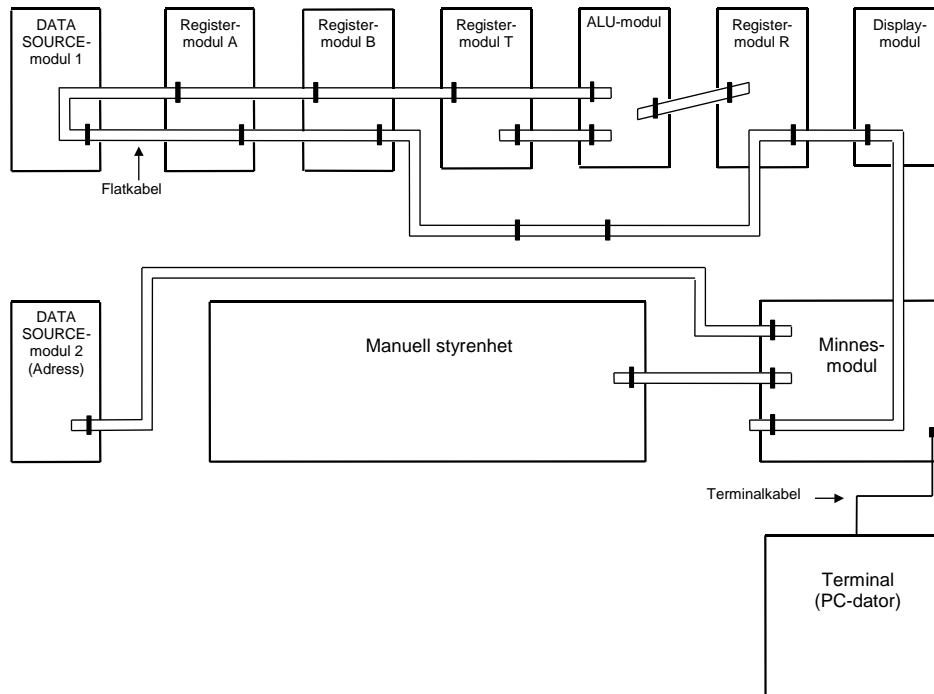 DATA
SOURCE-
modul 1
Register-
modul A
Register-
modul B
Register-
modul T
ALU-modul
Register-
modul R
Display-
modul
Flatkabel
DATA
SOURCE-
modul 2
(Adress)
Manuell styrenhet
Minnes-
modul
Terminalkabel
Terminal
(PC-dator)